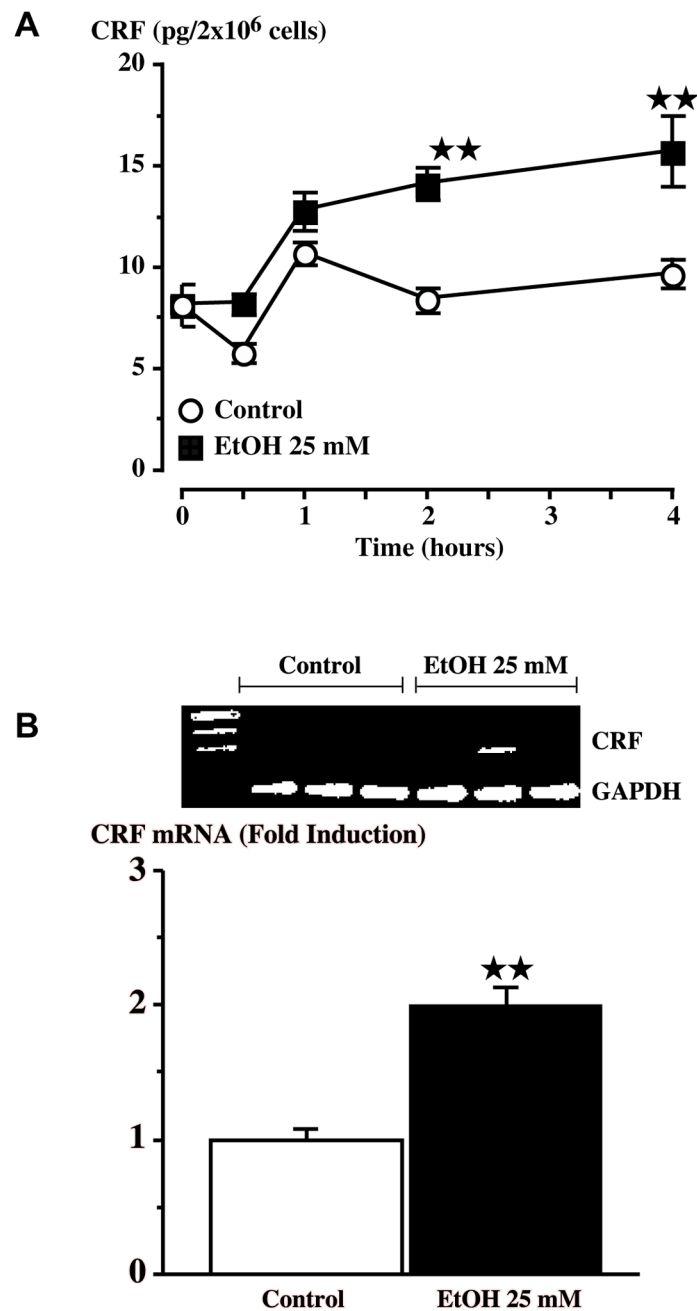 A
CRF (pg/2x10⁶ cells)
20
★★
★★
15
10
5
Control
EtOH 25 mM
0
0 1 2 3 4
Time (hours)
Control EtOH 25 mM
B
CRF
GAPDH
CRF mRNA (Fold Induction)
3
★★
2
1
0
Control EtOH 25 mM